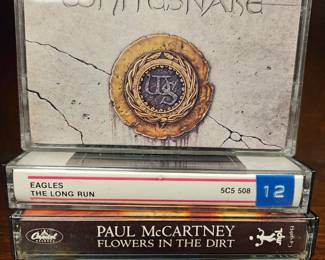 WHITESNAKE
EAGLES
THE LONG RUN
5C5 508
12
Capitol
PAUL McCARTNEY
FLOWERS IN THE DIRT